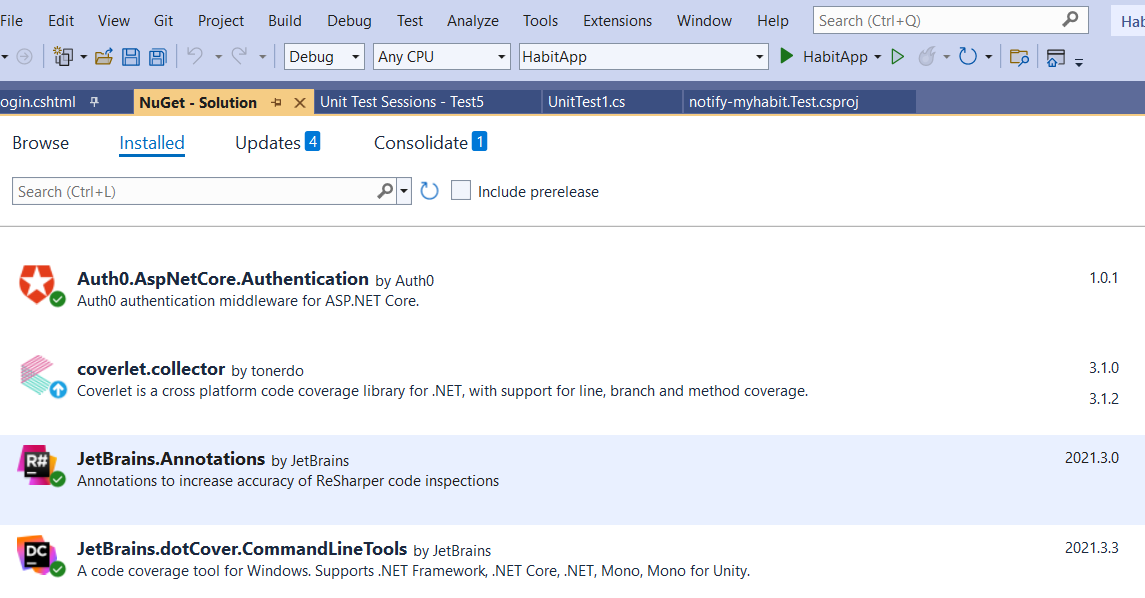 File Edit View Git Project Build Debug Test Analyze Tools Extensions Window Help Search (Ctrl+Q) Hab
Debug Any CPU HabitApp HabitApp
ogin.cshtml NuGet - Solution Unit Test Sessions - Test5 UnitTest1.cs notify-myhabit.Test.csproj
Browse Installed Updates 4 Consolidate 1
Search (Ctrl+L) Include prerelease
Auth0.AspNetCore.Authentication by Auth0 1.0.1
Auth0 authentication middleware for ASP.NET Core.
coverlet.collector by tonerdo 3.1.0
Coverlet is a cross platform code coverage library for .NET, with support for line, branch and method coverage.
3.1.2
R#
JetBrains.Annotations by JetBrains 2021.3.0
Annotations to increase accuracy of ReSharper code inspections
DC
JetBrains.dotCover.CommandLineTools by JetBrains 2021.3.3
A code coverage tool for Windows. Supports .NET Framework, .NET Core, .NET, Mono, Mono for Unity.